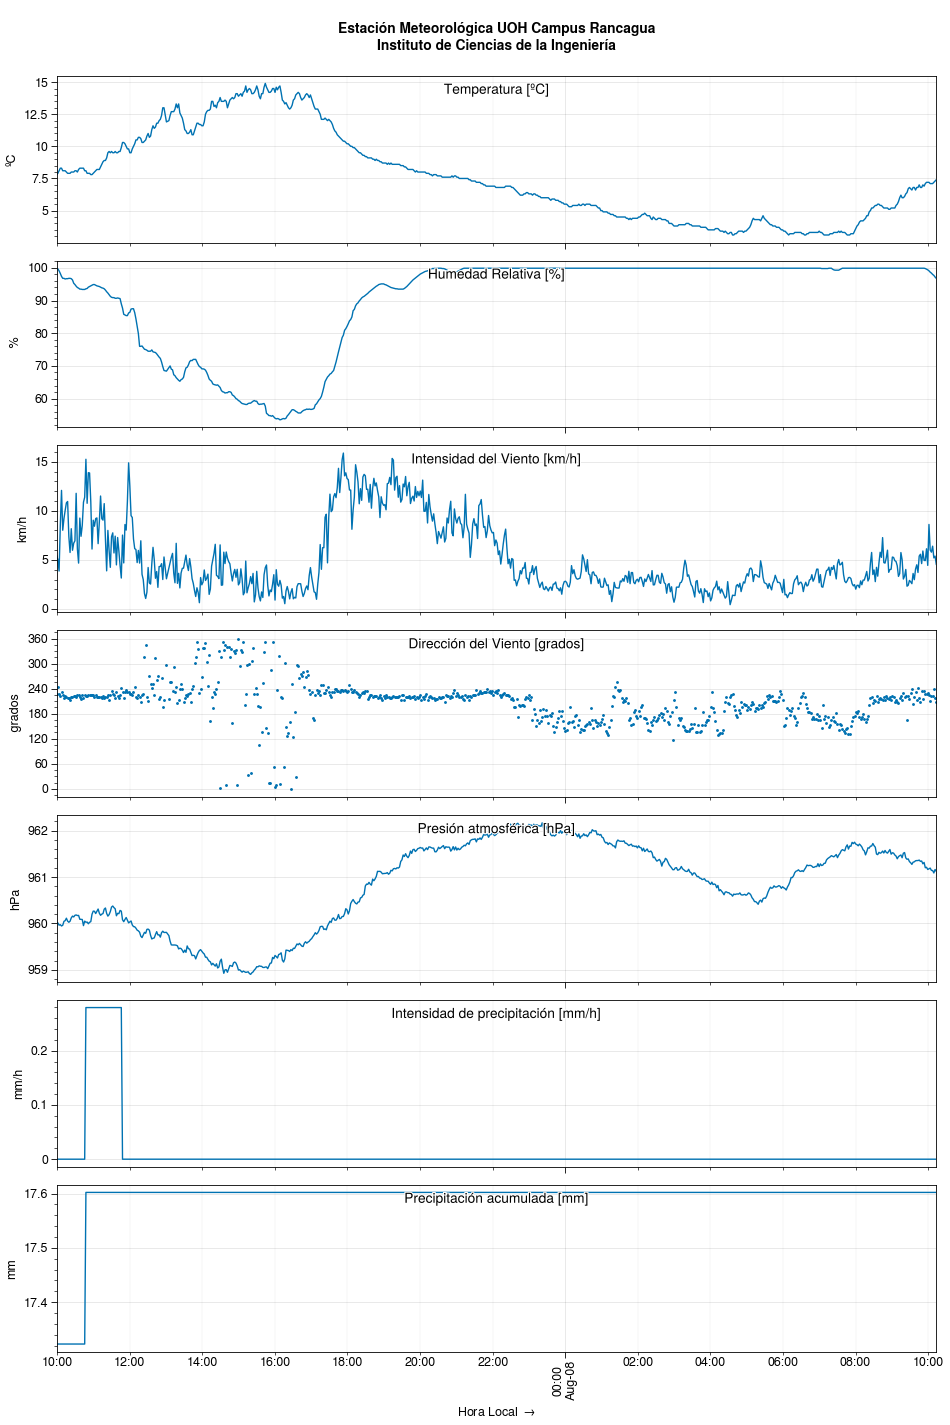 Estación Meteorológica UOH Campus Rancagua
Instituto de Ciencias de la Ingeniería
Temperatura [ºC]
ºC
15
12.5
10
7.5
5
Humedad Relativa [%]
%
100
90
80
70
60
Intensidad del Viento [km/h]
km/h
15
10
5
0
Dirección del Viento [grados]
grados
360
300
240
180
120
60
0
Presión atmosférica [hPa]
hPa
962
961
960
959
Intensidad de precipitación [mm/h]
mm/h
0.2
0.1
0
Precipitación acumulada [mm]
mm
17.6
17.5
17.4
10:00 12:00 14:00 16:00 18:00 20:00 22:00 00:00 02:00 04:00 06:00 08:00 10:00
Aug-08
Hora Local →